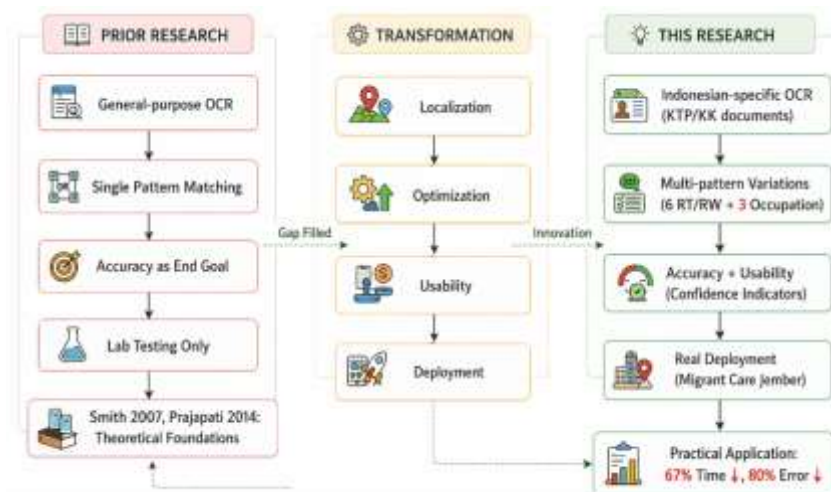 PRIOR RESEARCH
General-purpose OCR
Single Pattern Matching
Accuracy as End Goal
Lab Testing Only
Smith 2007, Prajapati 2014:
Theoretical Foundations
Gap Filled
TRANSFORMATION
Localization
Optimization
Usability
Deployment
Innovation
THIS RESEARCH
Indonesian-specific OCR
(KTP/KK documents)
Multi-pattern Variations
(6 RT/RW + 3 Occupation)
Accuracy + Usability
(Confidence Indicators)
Real Deployment
(Migrant Care Jember)
Practical Application:
67% Time ↓, 80% Error ↓